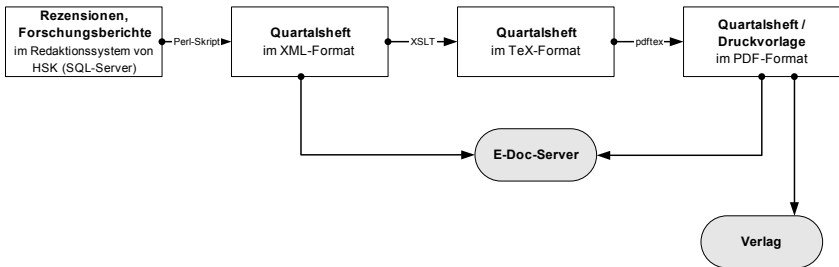 Rezensionen,
Forschungsberichte
im Redaktionssystem von
HSK (SQL-Server)
Perl-Skript
Quartalsheft
im XML-Format
XSLT
Quartalsheft
im TeX-Format
pdftex
Quartalsheft /
Druckvorlage
im PDF-Format
E-Doc-Server
Verlag